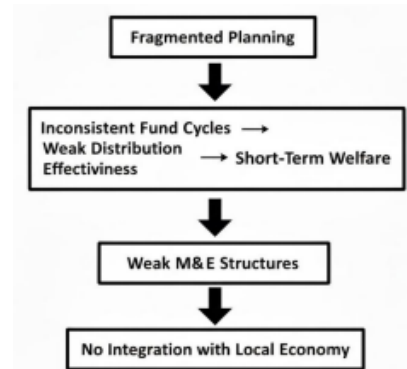 Fragmented Planning
Inconsistent Fund Cycles →
Weak Distribution
Effectiviness → Short-Term Welfare
Weak M&E Structures
No Integration with Local Economy